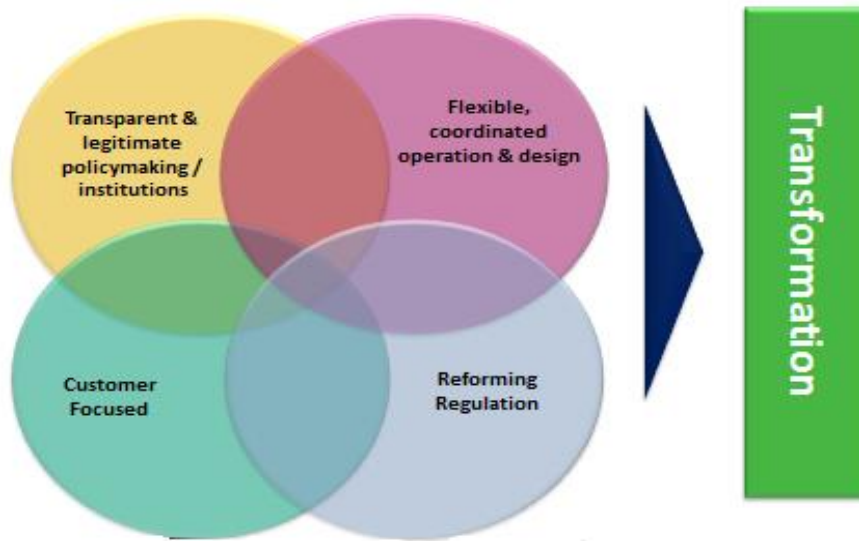 Transparent &
legitimate
policymaking /
institutions
Flexible,
coordinated
operation & design
Customer
Focused
Reforming
Regulation
Transformation